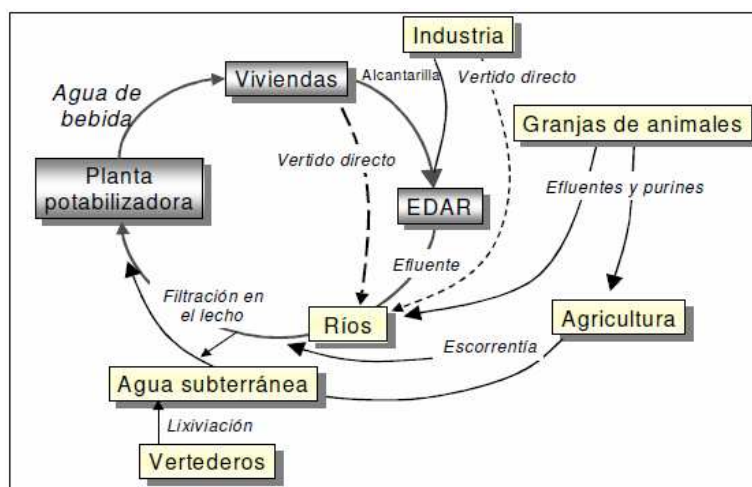 Industria
Viviendas
Alcantarilla
Vertido directo
Agua de
bebida
Granjas de animales
Vertido directo
Planta
potabilizadora
EDAR
Efluentes y purines
Efluente
Filtración en
el lecho
Ríos
Agricultura
Escorrentía
Agua subterránea
Lixiviación
Vertederos